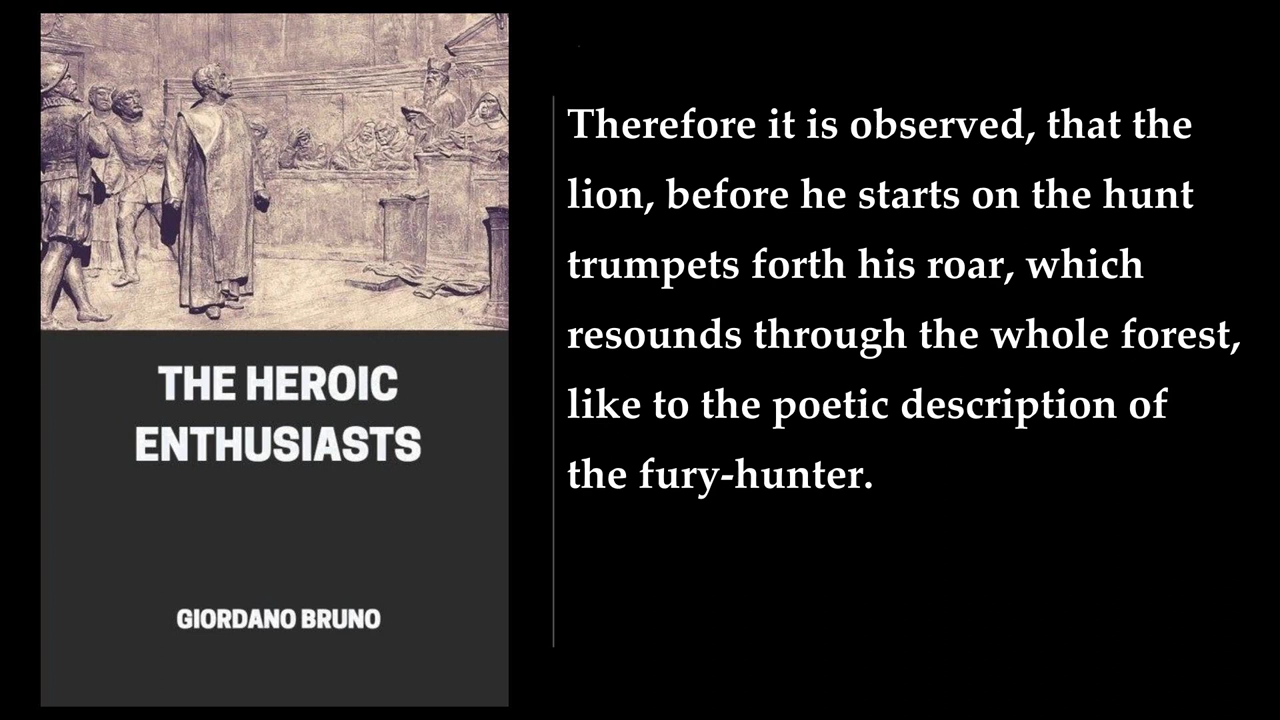 THE HEROIC
ENTHUSIASTS
GIORDANO BRUNO
Therefore it is observed, that the
lion, before he starts on the hunt
trumpets forth his roar, which
resounds through the whole forest,
like to the poetic description of
the fury-hunter.